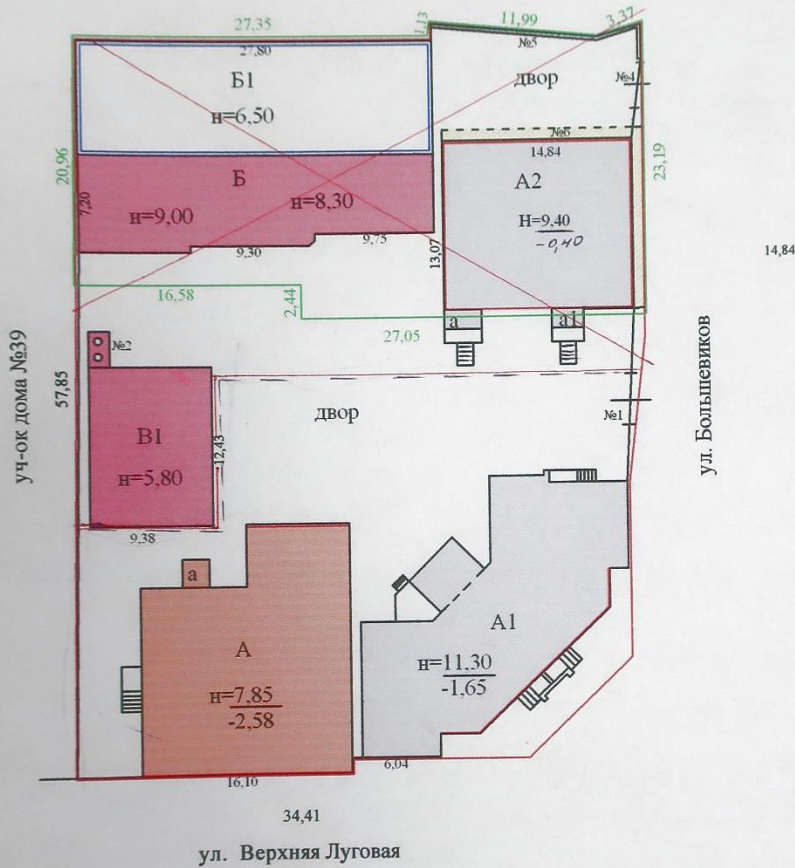 27,35
1,13
11,99
3,37
27,80
№5
Б1
двор
№4
н=6,50
№6
20,96
14,84
23,19
Б
А2
7,20
н=9,00
н=8,30
Н=9,40
-0,40
9,30
9,75
13,07
14,84
16,58
2,44
27,05
а
а1
№2
уч-ок дома №39
57,85
двор
№1
ул. Большевиков
В1
12,43
н=5,80
9,38
а
А
А1
н=11,30
-1,65
н=7,85
-2,58
6,04
16,10
34,41
ул. Верхняя Луговая